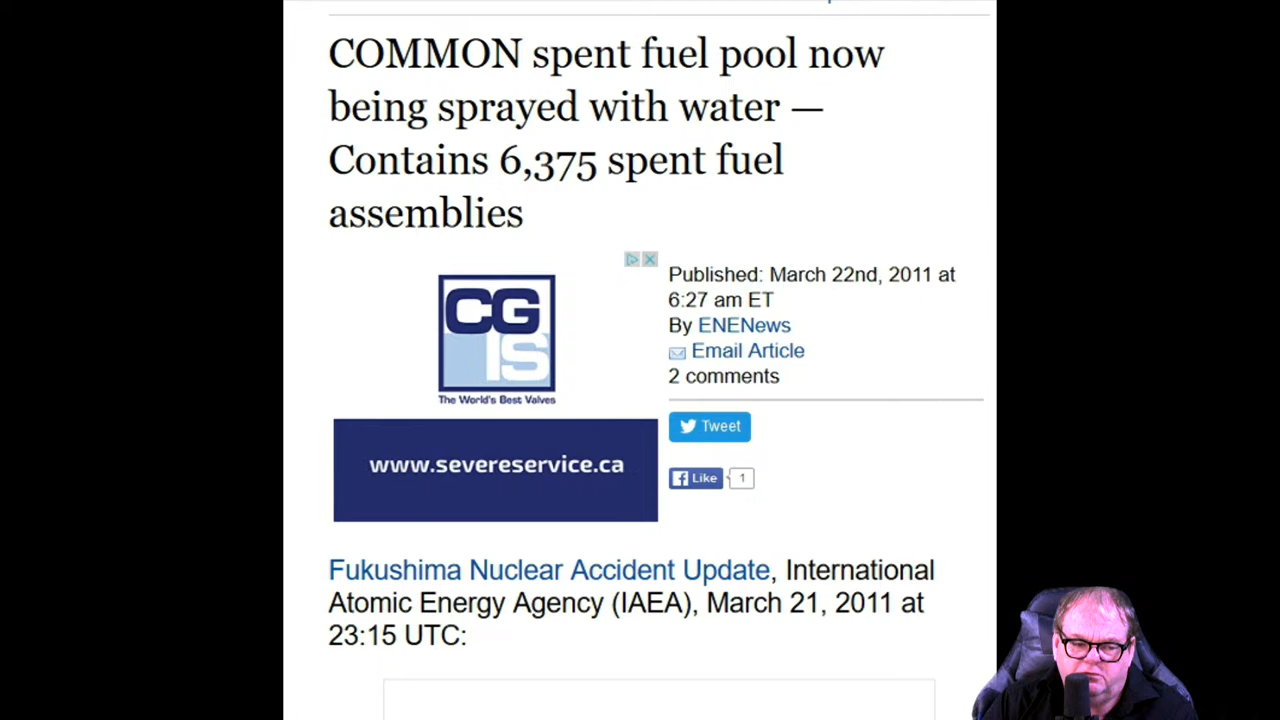 COMMON spent fuel pool now
being sprayed with water —
Contains 6,375 spent fuel
assemblies
CG
IS
The World's Best Valves
www.severeservice.ca
Published: March 22nd, 2011 at
6:27 am ET
By ENENews
Email Article
2 comments
Tweet
Like 1
Fukushima Nuclear Accident Update, International
Atomic Energy Agency (IAEA), March 21, 2011 at
23:15 UTC: